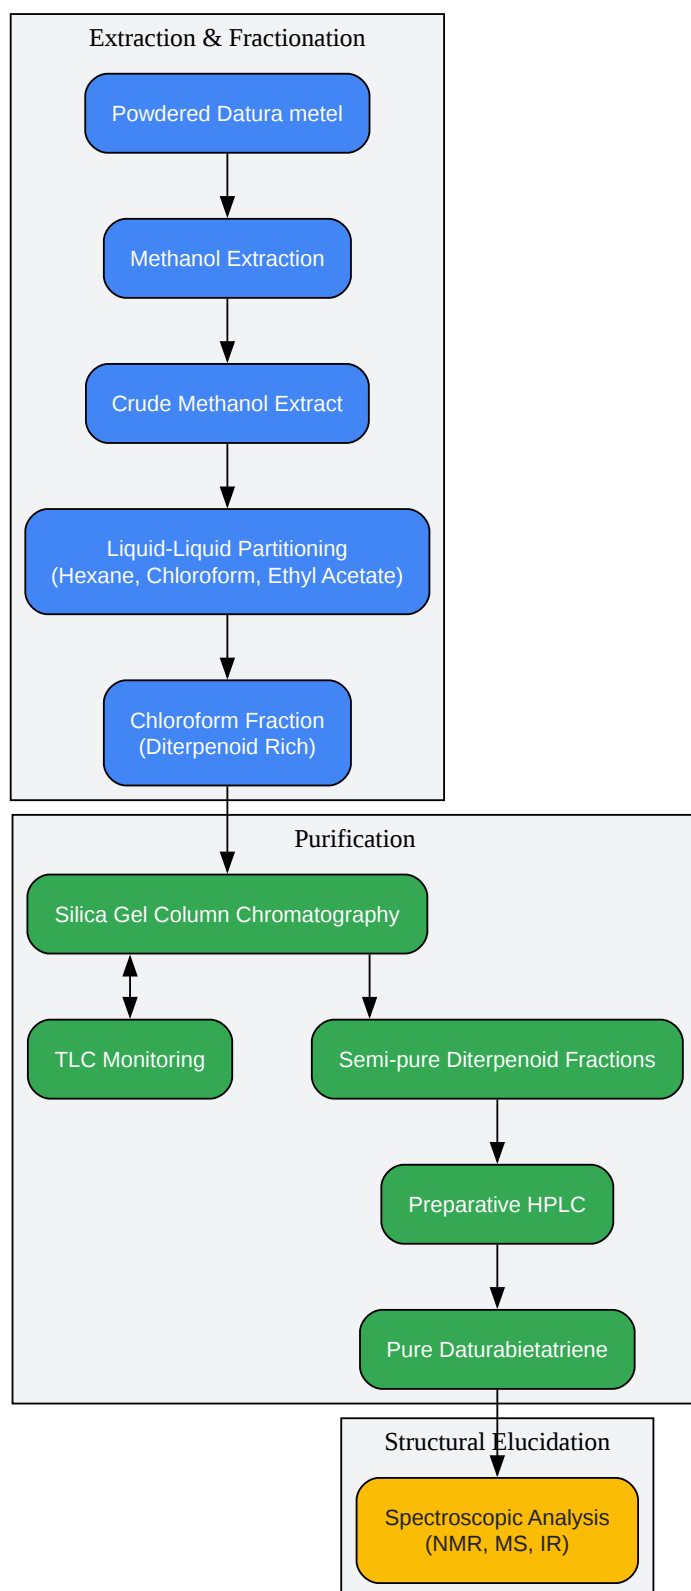 Extraction & Fractionation
Powdered Datura metel
Methanol Extraction
Crude Methanol Extract
Liquid-Liquid Partitioning
(Hexane, Chloroform, Ethyl Acetate)
Chloroform Fraction
(Diterpenoid Rich)
Purification
Silica Gel Column Chromatography
TLC Monitoring
Semi-pure Diterpenoid Fractions
Preparative HPLC
Pure Daturabietatriene
Structural Elucidation
Spectroscopic Analysis
(NMR, MS, IR)